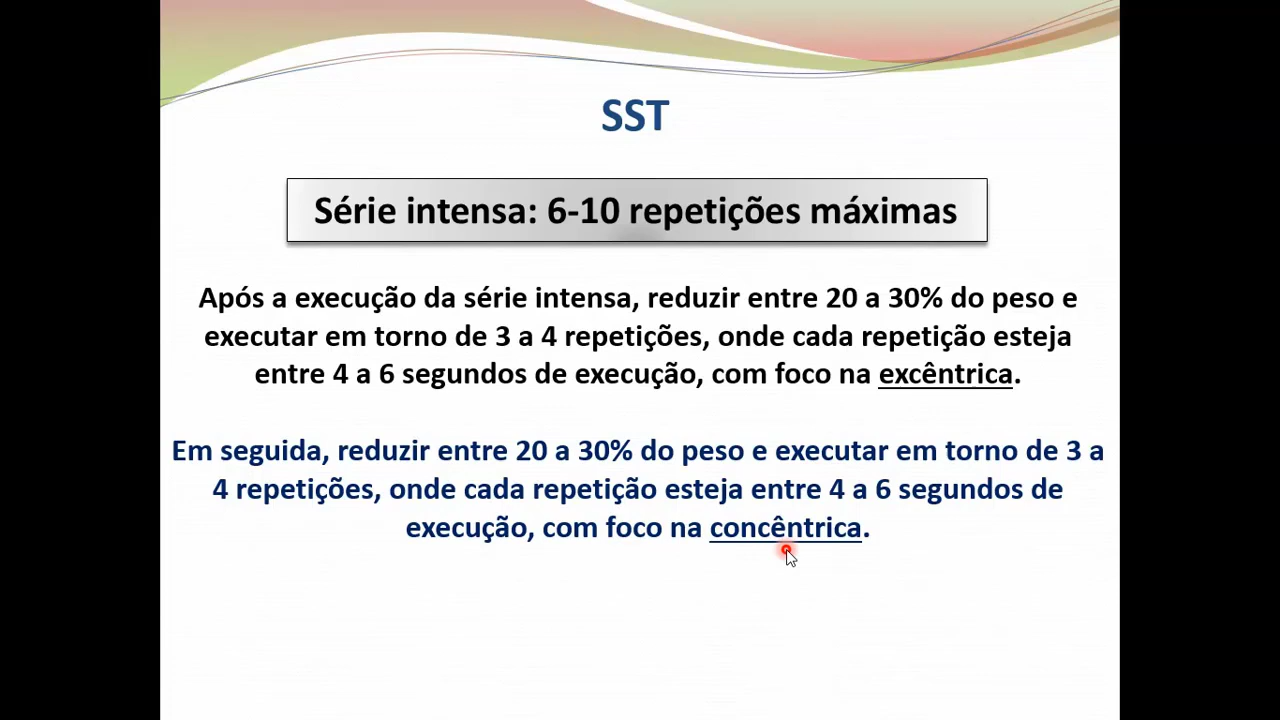 SST
Série intensa: 6-10 repetições máximas
Após a execução da série intensa, reduzir entre 20 a 30% do peso e
executar em torno de 3 a 4 repetições, onde cada repetição esteja
entre 4 a 6 segundos de execução, com foco na excêntrica.
Em seguida, reduzir entre 20 a 30% do peso e executar em torno de 3 a
4 repetições, onde cada repetição esteja entre 4 a 6 segundos de
execução, com foco na concêntrica.